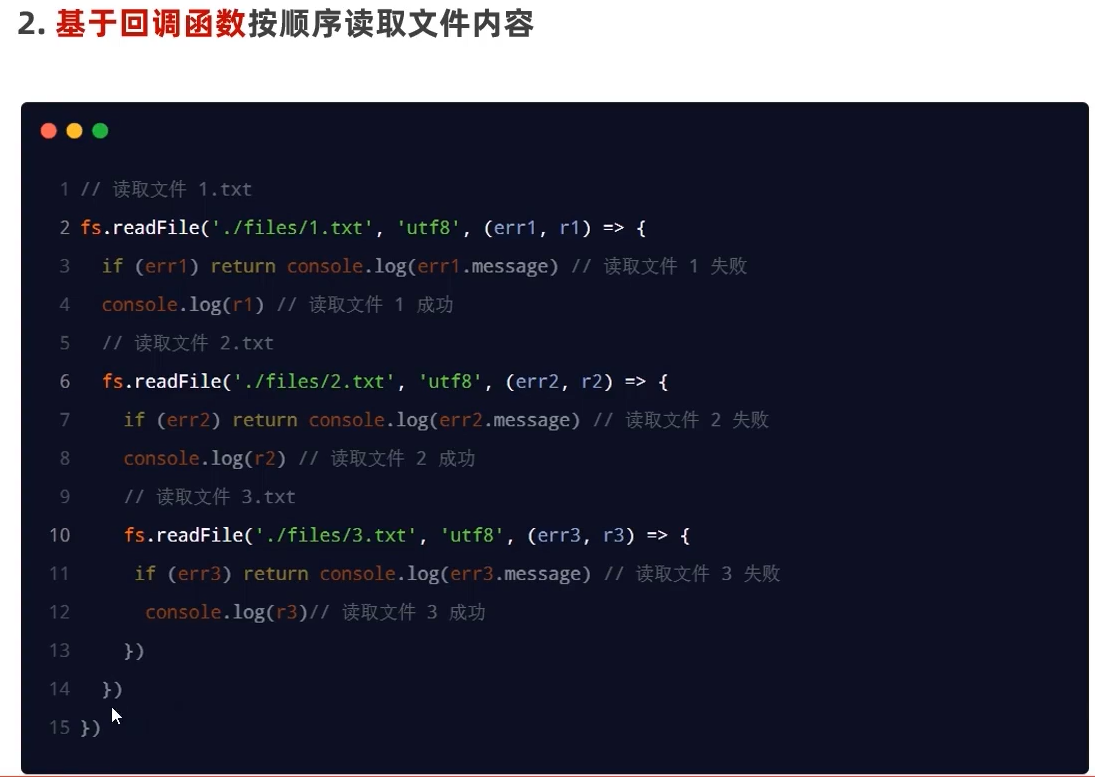 2. 基于回调函数按顺序读取文件内容
1 // 读取文件 1.txt
2 fs.readFile('./files/1.txt', 'utf8', (err1, r1) => {
3 if (err1) return console.log(err1.message) // 读取文件 1 失败
4 console.log(r1) // 读取文件 1 成功
5 // 读取文件 2.txt
6 fs.readFile('./files/2.txt', 'utf8', (err2, r2) => {
7 if (err2) return console.log(err2.message) // 读取文件 2 失败
8 console.log(r2) // 读取文件 2 成功
9 // 读取文件 3.txt
10 fs.readFile('./files/3.txt', 'utf8', (err3, r3) => {
11 if (err3) return console.log(err3.message) // 读取文件 3 失败
12 console.log(r3)// 读取文件 3 成功
13 })
14 })
15 })